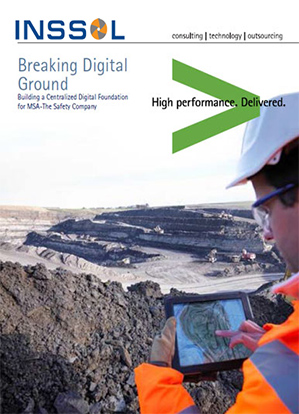 INSSOL
consulting | technology | outsourcing
Breaking Digital
Ground
Building a Centralized Digital Foundation
for MSA-The Safety Company
High performance. Delivered.